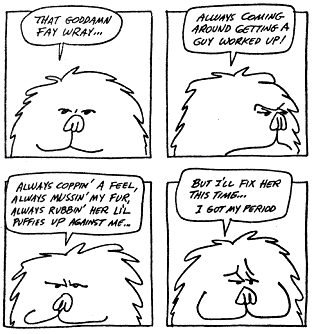 THAT GODDAMN
FAY WRAY...
ALWAYS COMING
AROUND GETTING A
GUY WORKED UP!
ALWAYS COPPIN' A FEEL,
ALWAYS MUSSIN' MY FUR,
ALWAYS RUBBIN' HER LI'L
PUFFIES UP AGAINST ME...
BUT I'LL FIX HER
THIS TIME...
I GOT MY PERIOD